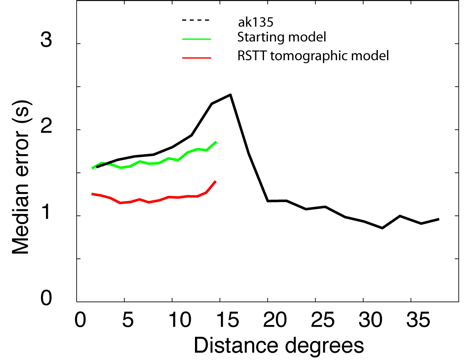 ak135
Starting model
RSTT tomographic model
3
2
1
0
Median error (s)
0 5 10 15 20 25 30 35
Distance degrees